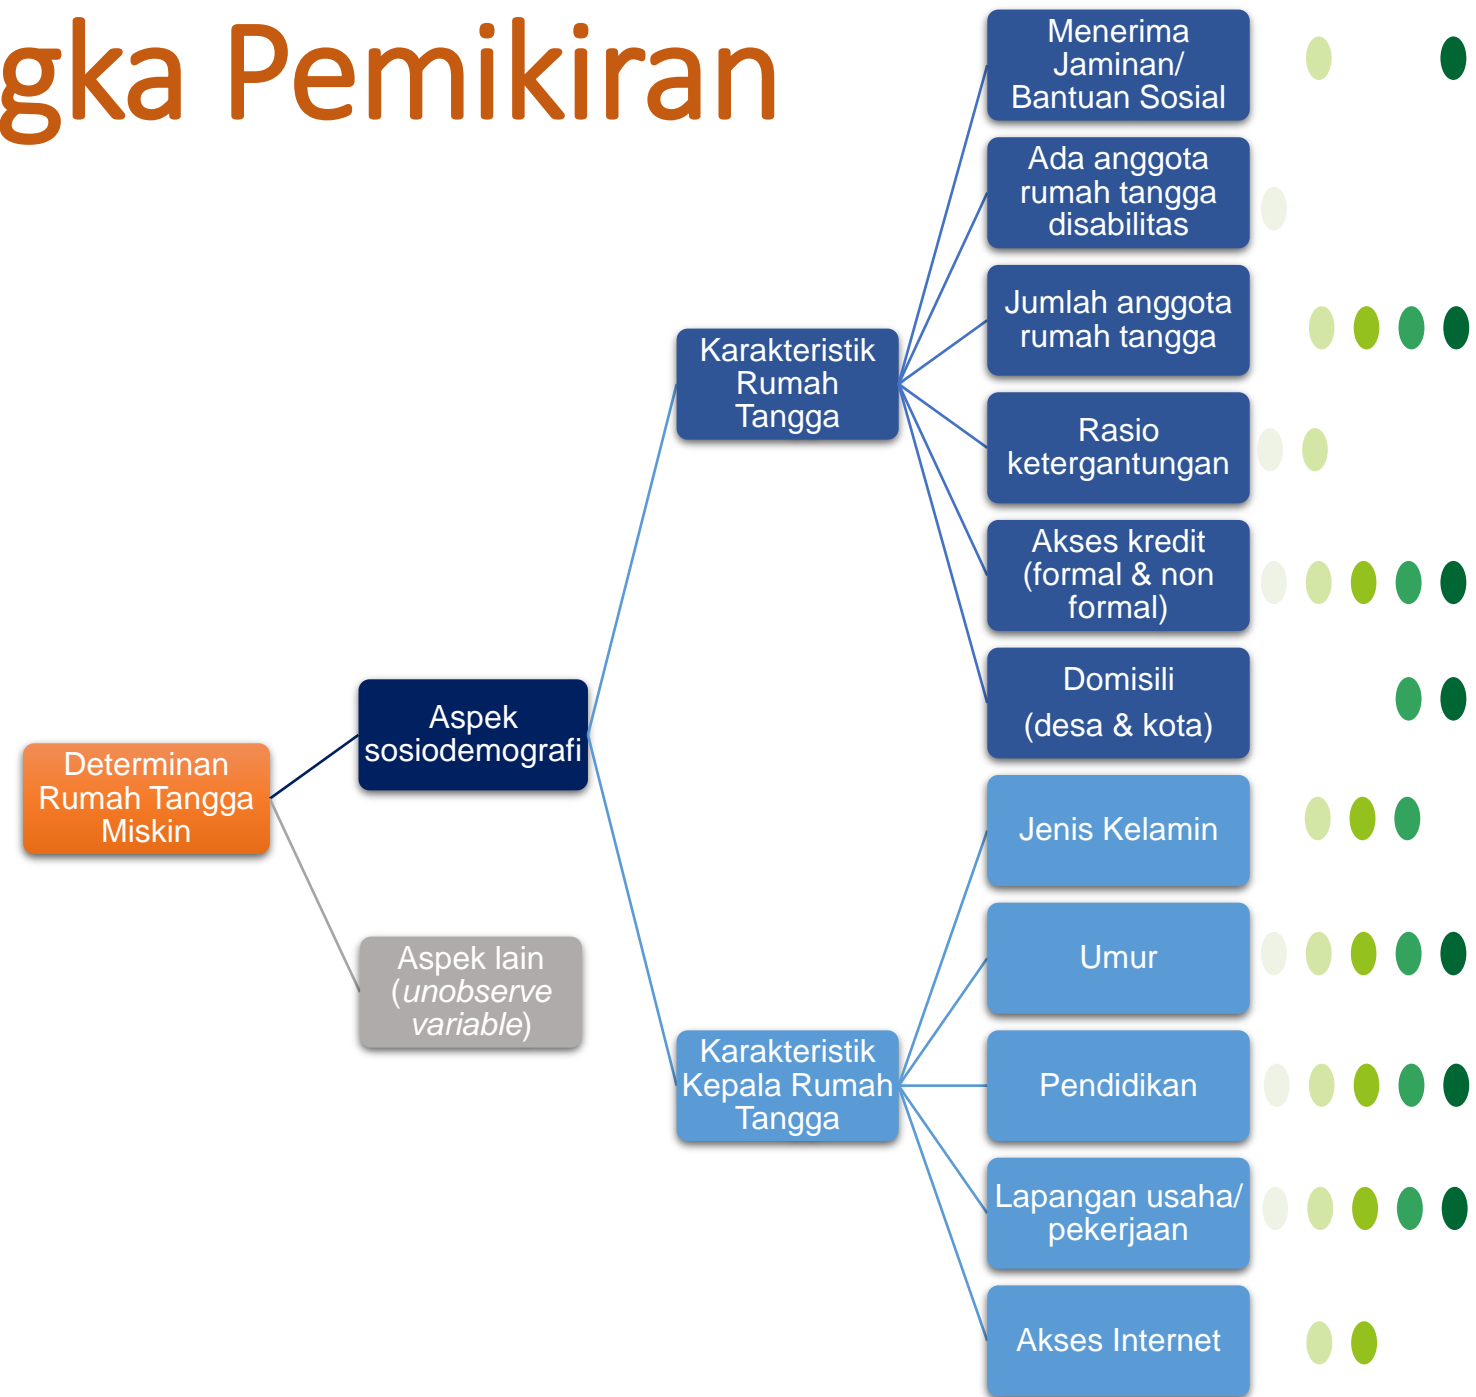 gka Pemikiran
Menerima
Jaminan/
Bantuan Sosial
Ada anggota
rumah tangga
disabilitas
Jumlah anggota
rumah tangga
Karakteristik
Rumah
Tangga
Rasio
ketergantungan
Akses kredit
(formal & non
formal)
Domisili
(desa & kota)
Aspek
sosiodemografi
Determinan
Rumah Tangga
Miskin
Jenis Kelamin
Umur
Aspek lain
(unobserve
variable)
Karakteristik
Kepala Rumah
Tangga
Pendidikan
Lapangan usaha/
pekerjaan
Akses Internet